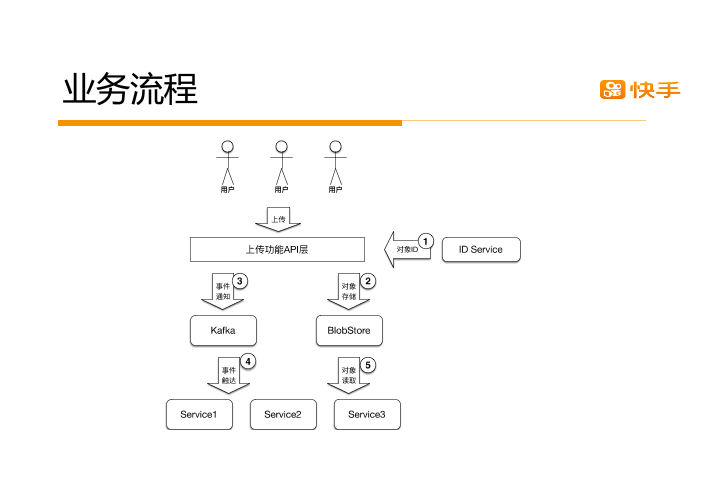 业务流程
快手
用户
用户
用户
上传
上传功能API层
对象ID
1
ID Service
事件
通知
3
对象
存储
2
Kafka
BlobStore
事件
触达
4
对象
读取
5
Service1
Service2
Service3